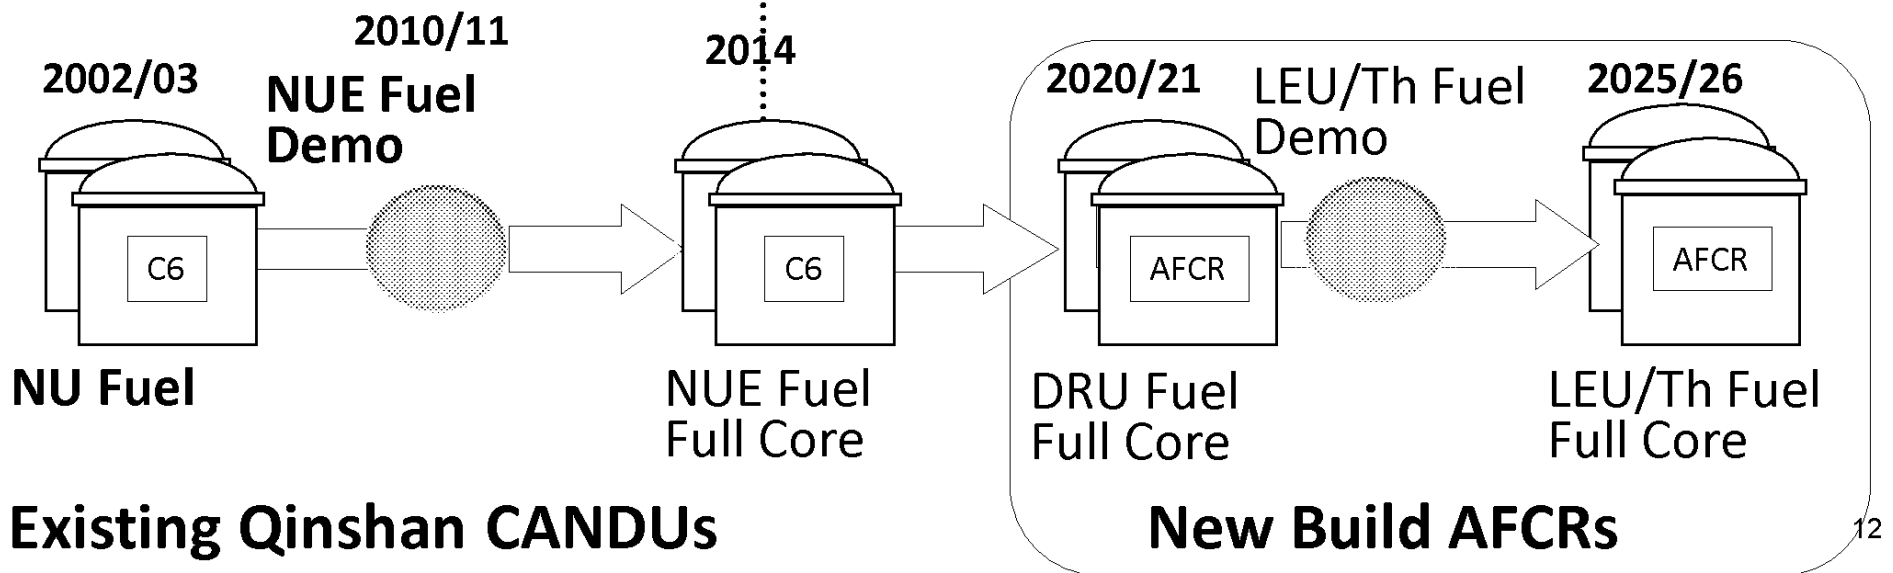 2002/03
2010/11
NUE Fuel
Demo
2014
2020/21
LEU/Th Fuel
Demo
2025/26
C6
C6
AFCR
AFCR
NU Fuel
NUE Fuel
Full Core
DRU Fuel
Full Core
LEU/Th Fuel
Full Core
Existing Qinshan CANDUs
New Build AFCRs
12